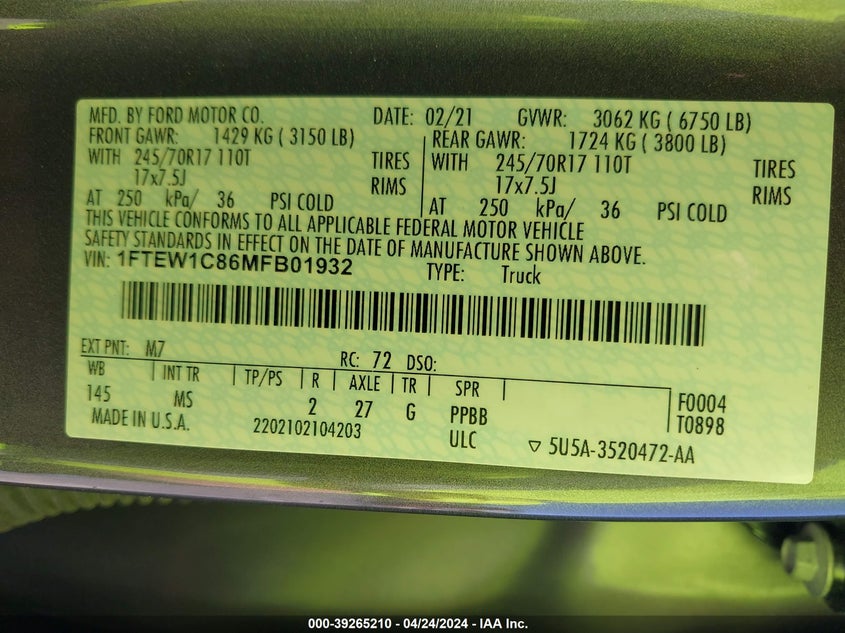 MFD. BY FORD MOTOR CO. DATE: 02/21 GVWR: 3062 KG ( 6750 LB)
FRONT GAWR: 1429 KG ( 3150 LB) REAR GAWR: 1724 KG ( 3800 LB)
WITH 245/70R17 110T TIRES WITH 245/70R17 110T TIRES
17x7.5J RIMS 17x7.5J RIMS
AT 250 kPa/ 36 PSI COLD AT 250 kPa/ 36 PSI COLD
THIS VEHICLE CONFORMS TO ALL APPLICABLE FEDERAL MOTOR VEHICLE
SAFETY STANDARDS IN EFFECT ON THE DATE OF MANUFACTURE SHOWN ABOVE.
VIN: 1FTEW1C86MFB01932 TYPE: Truck
EXT PNT: M7 RC: 72 DSO:
WB INT TR TP/PS R AXLE TR SPR
145 MS 2 27 G PPBB F0004
MADE IN U.S.A. 2202102104203 ULC T0898
▽ 5U5A-3520472-AA
000-39265210 - 04/24/2024 - IAA Inc.